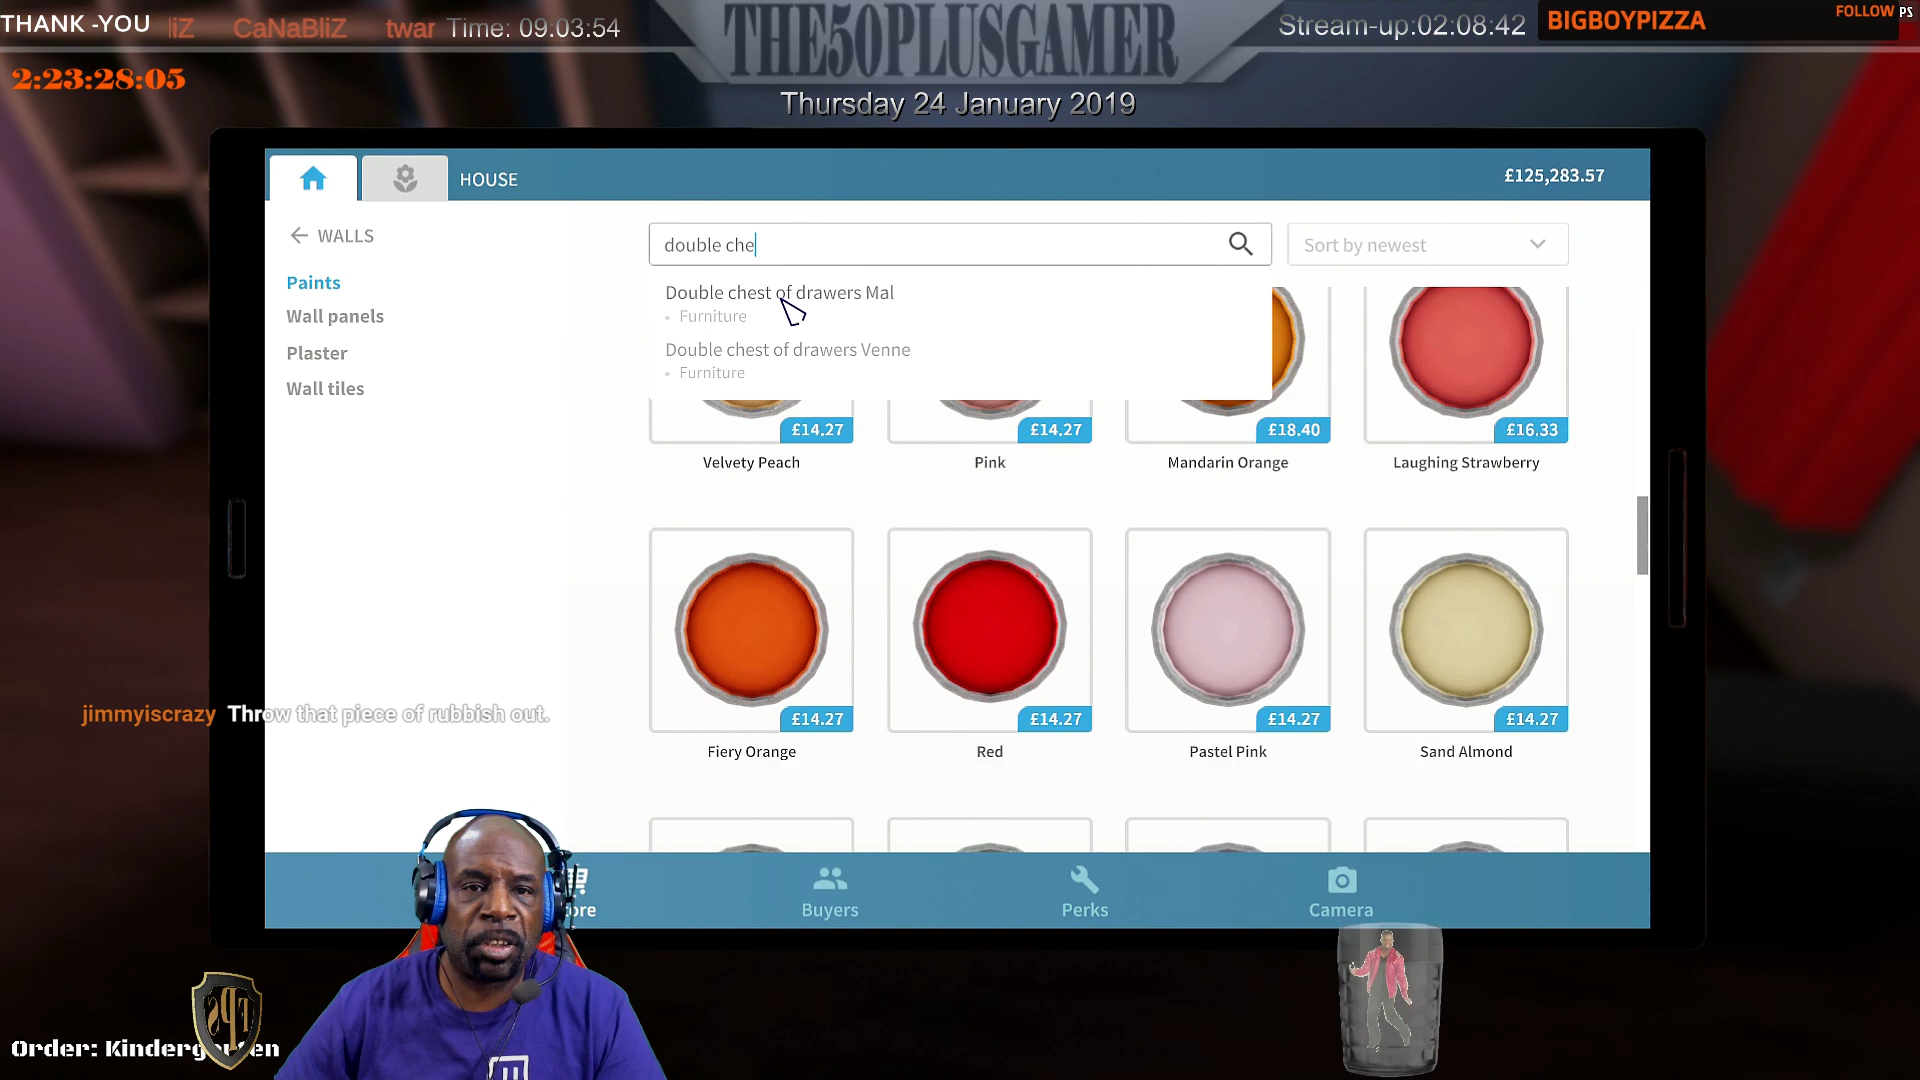 THANK -YOU
liZ CaNaBliZ twar Time: 09:03:54
THE50PLUSGAMER
Stream-up:02:08:42
BIGBOYPIZZA
FOLLOW PS
2:23:28:05
Thursday 24 January 2019
HOUSE
£125,283.57
WALLS
double che
Sort by newest
Paints
Wall panels
Plaster
Wall tiles
Double chest of drawers Mal
Furniture
Double chest of drawers Venne
Furniture
£14.27 £14.27 £18.40 £16.33
Velvety Peach Pink Mandarin Orange Laughing Strawberry
£14.27 £14.27 £14.27 £14.27
Fiery Orange Red Pastel Pink Sand Almond
jimmyiscrazy Throw that piece of rubbish out.
ore Buyers Perks Camera
Order: